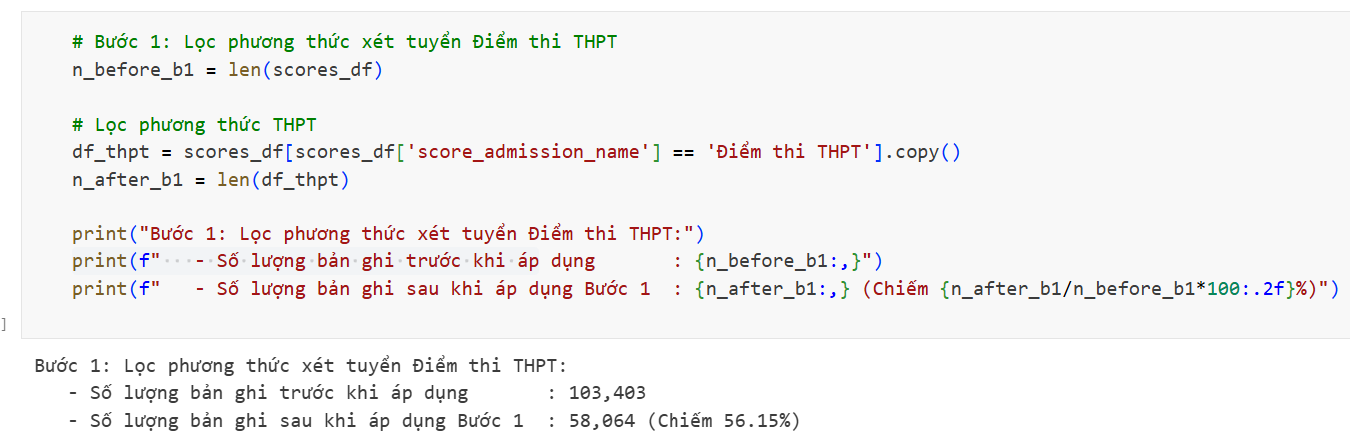 # Bước 1: Lọc phương thức xét tuyển Điểm thi THPT
n_before_b1 = len(scores_df)
# Lọc phương thức THPT
df_thpt = scores_df[scores_df['score_admission_name'] == 'Điểm thi THPT'].copy()
n_after_b1 = len(df_thpt)
print("Bước 1: Lọc phương thức xét tuyển Điểm thi THPT:")
print(f"   - Số lượng bản ghi trước khi áp dụng       : {n_before_b1:,}")
print(f"   - Số lượng bản ghi sau khi áp dụng Bước 1  : {n_after_b1:,} (Chiếm {n_after_b1/n_before_b1*100:.2f}%)")
]
Bước 1: Lọc phương thức xét tuyển Điểm thi THPT:
   - Số lượng bản ghi trước khi áp dụng       : 103,403
   - Số lượng bản ghi sau khi áp dụng Bước 1  : 58,064 (Chiếm 56.15%)